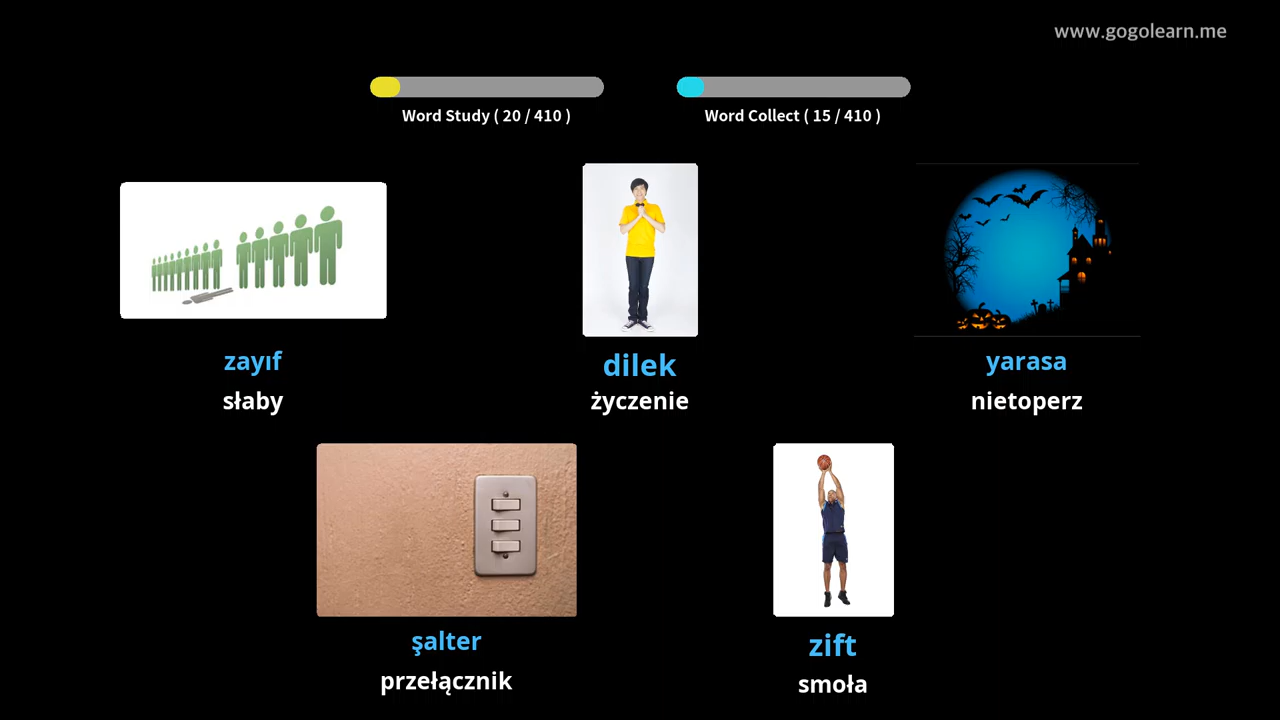 www.gogolearn.me
Word Study ( 20 / 410 )
Word Collect ( 15 / 410 )
zayıf
słaby
dilek
życzenie
yarasa
nietoperz
şalter
przełącznik
zift
smoła